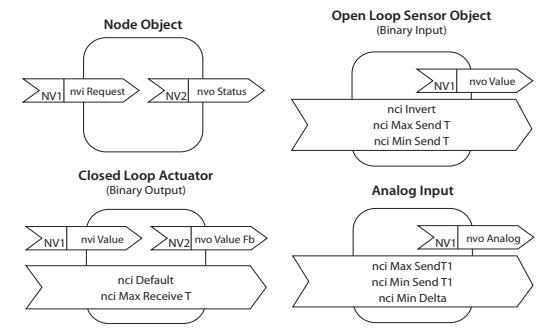 Node Object
NV1 nvi Request
NV2 nvo Status
Open Loop Sensor Object
(Binary Input)
NV1 nvo Value
nci Invert
nci Max Send T
nci Min Send T
Closed Loop Actuator
(Binary Output)
NV1 nvi Value
NV2 nvo Value Fb
nci Default
nci Max Receive T
Analog Input
NV1 nvo Analog
nci Max SendT1
nci Min Send T1
nci Min Delta